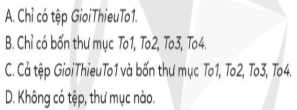 A. Chỉ có tệp GioiThieuTo1.
B. Chỉ có bốn thư mục To1, To2, To3, To4.
C. Cả tệp GioiThieuTo1 và bốn thư mục To1, To2, To3, To4.
D. Không có tệp, thư mục nào.